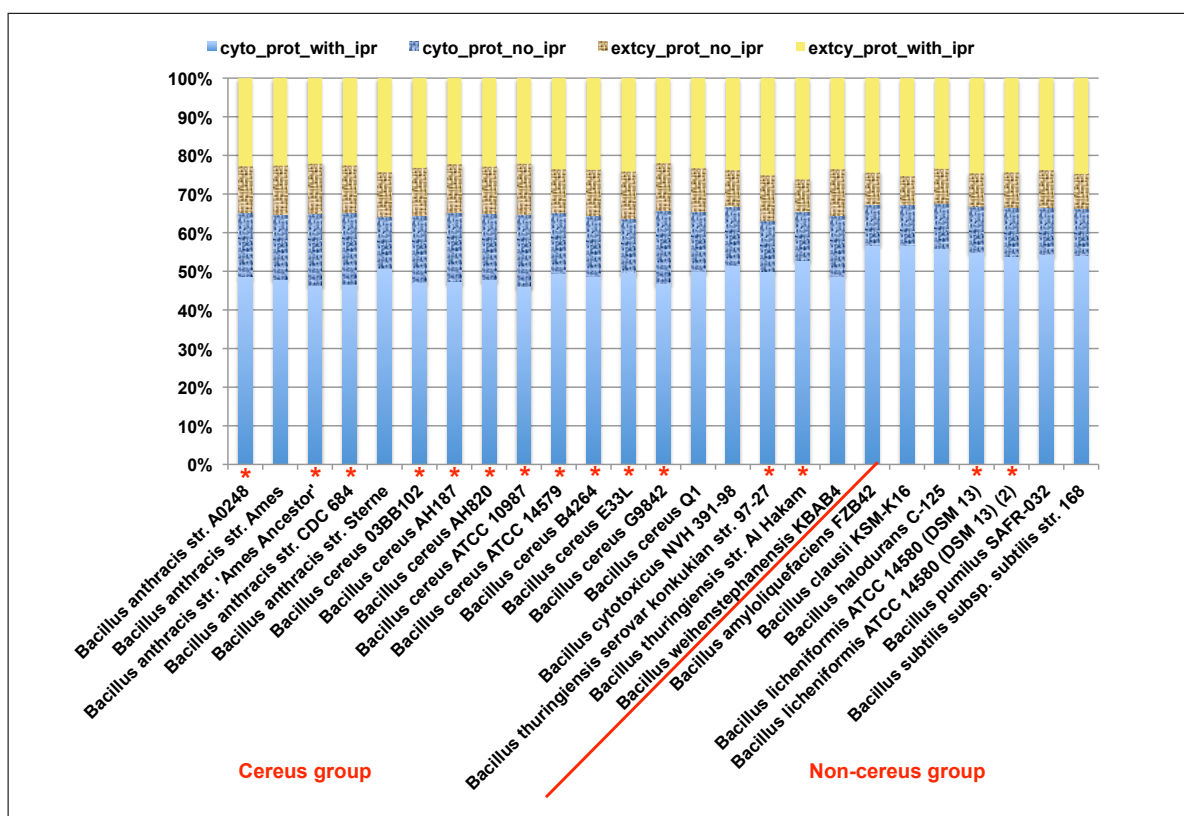 cyto_prot_with_ipr cyto_prot_no_ipr extcy_prot_no_ipr extcy_prot_with_ipr
100%
90%
80%
70%
60%
50%
40%
30%
20%
10%
0%
* * * * * * * * * * * * * * *
Bacillus anthracis str. A0248
Bacillus anthracis str. Ames
Bacillus anthracis str. 'Ames Ancestor'
Bacillus anthracis str. CDC 684
Bacillus anthracis str. Sterne
Bacillus cereus 03BB102
Bacillus cereus AH187
Bacillus cereus AH820
Bacillus cereus ATCC 10987
Bacillus cereus ATCC 14579
Bacillus cereus B4264
Bacillus cereus E33L
Bacillus cereus G9842
Bacillus cereus Q1
Bacillus cytotoxicus NVH 391-98
Bacillus thuringiensis serovar konkukian str. 97-27
Bacillus thuringiensis str. Al Hakam
Bacillus weihenstephanensis KBAB4
Bacillus amyloliquefaciens FZB42
Bacillus clausii KSM-K16
Bacillus halodurans C-125
Bacillus licheniformis ATCC 14580 (DSM 13)
Bacillus licheniformis ATCC 14580 (DSM 13) (2)
Bacillus pumilus SAFR-032
Bacillus subtilis subsp. subtilis str. 168
Cereus group
Non-cereus group